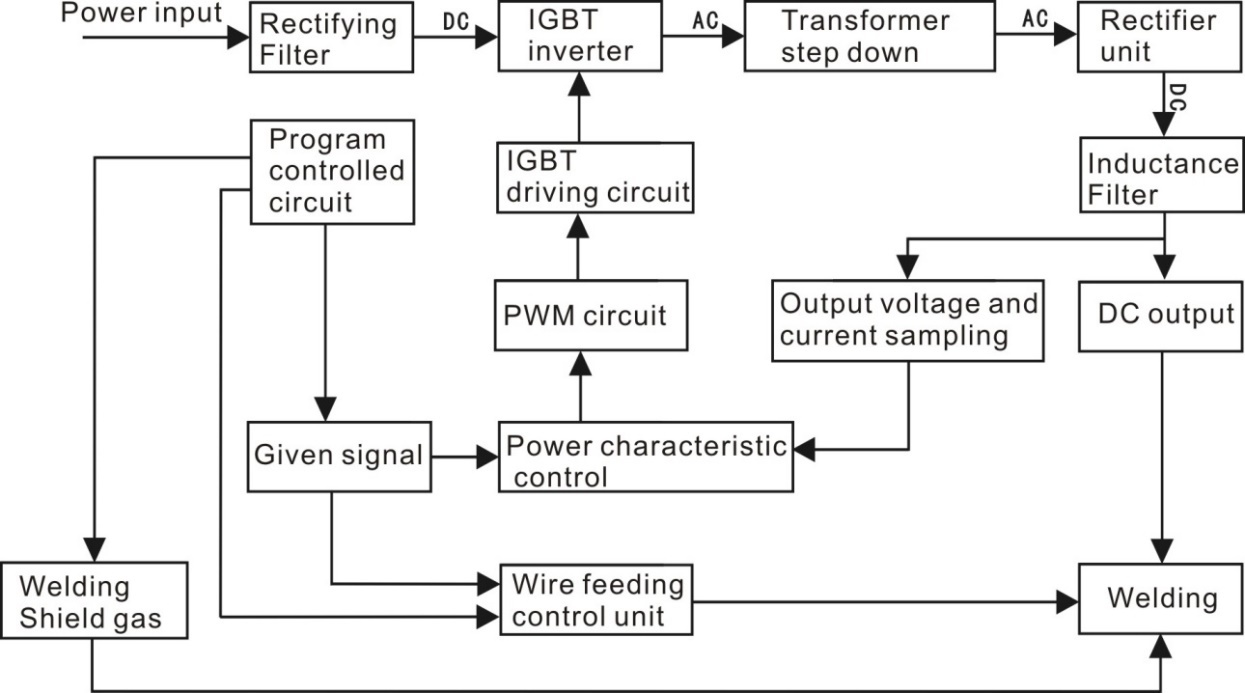 Power input
Rectifying
Filter
DC
IGBT
inverter
AC
Transformer
step down
AC
Rectifier
unit
DC
Program
controlled
circuit
IGBT
driving circuit
Inductance
Filter
PWM circuit
Output voltage and
current sampling
DC output
Given signal
Power characteristic
control
Welding
Shield gas
Wire feeding
control unit
Welding